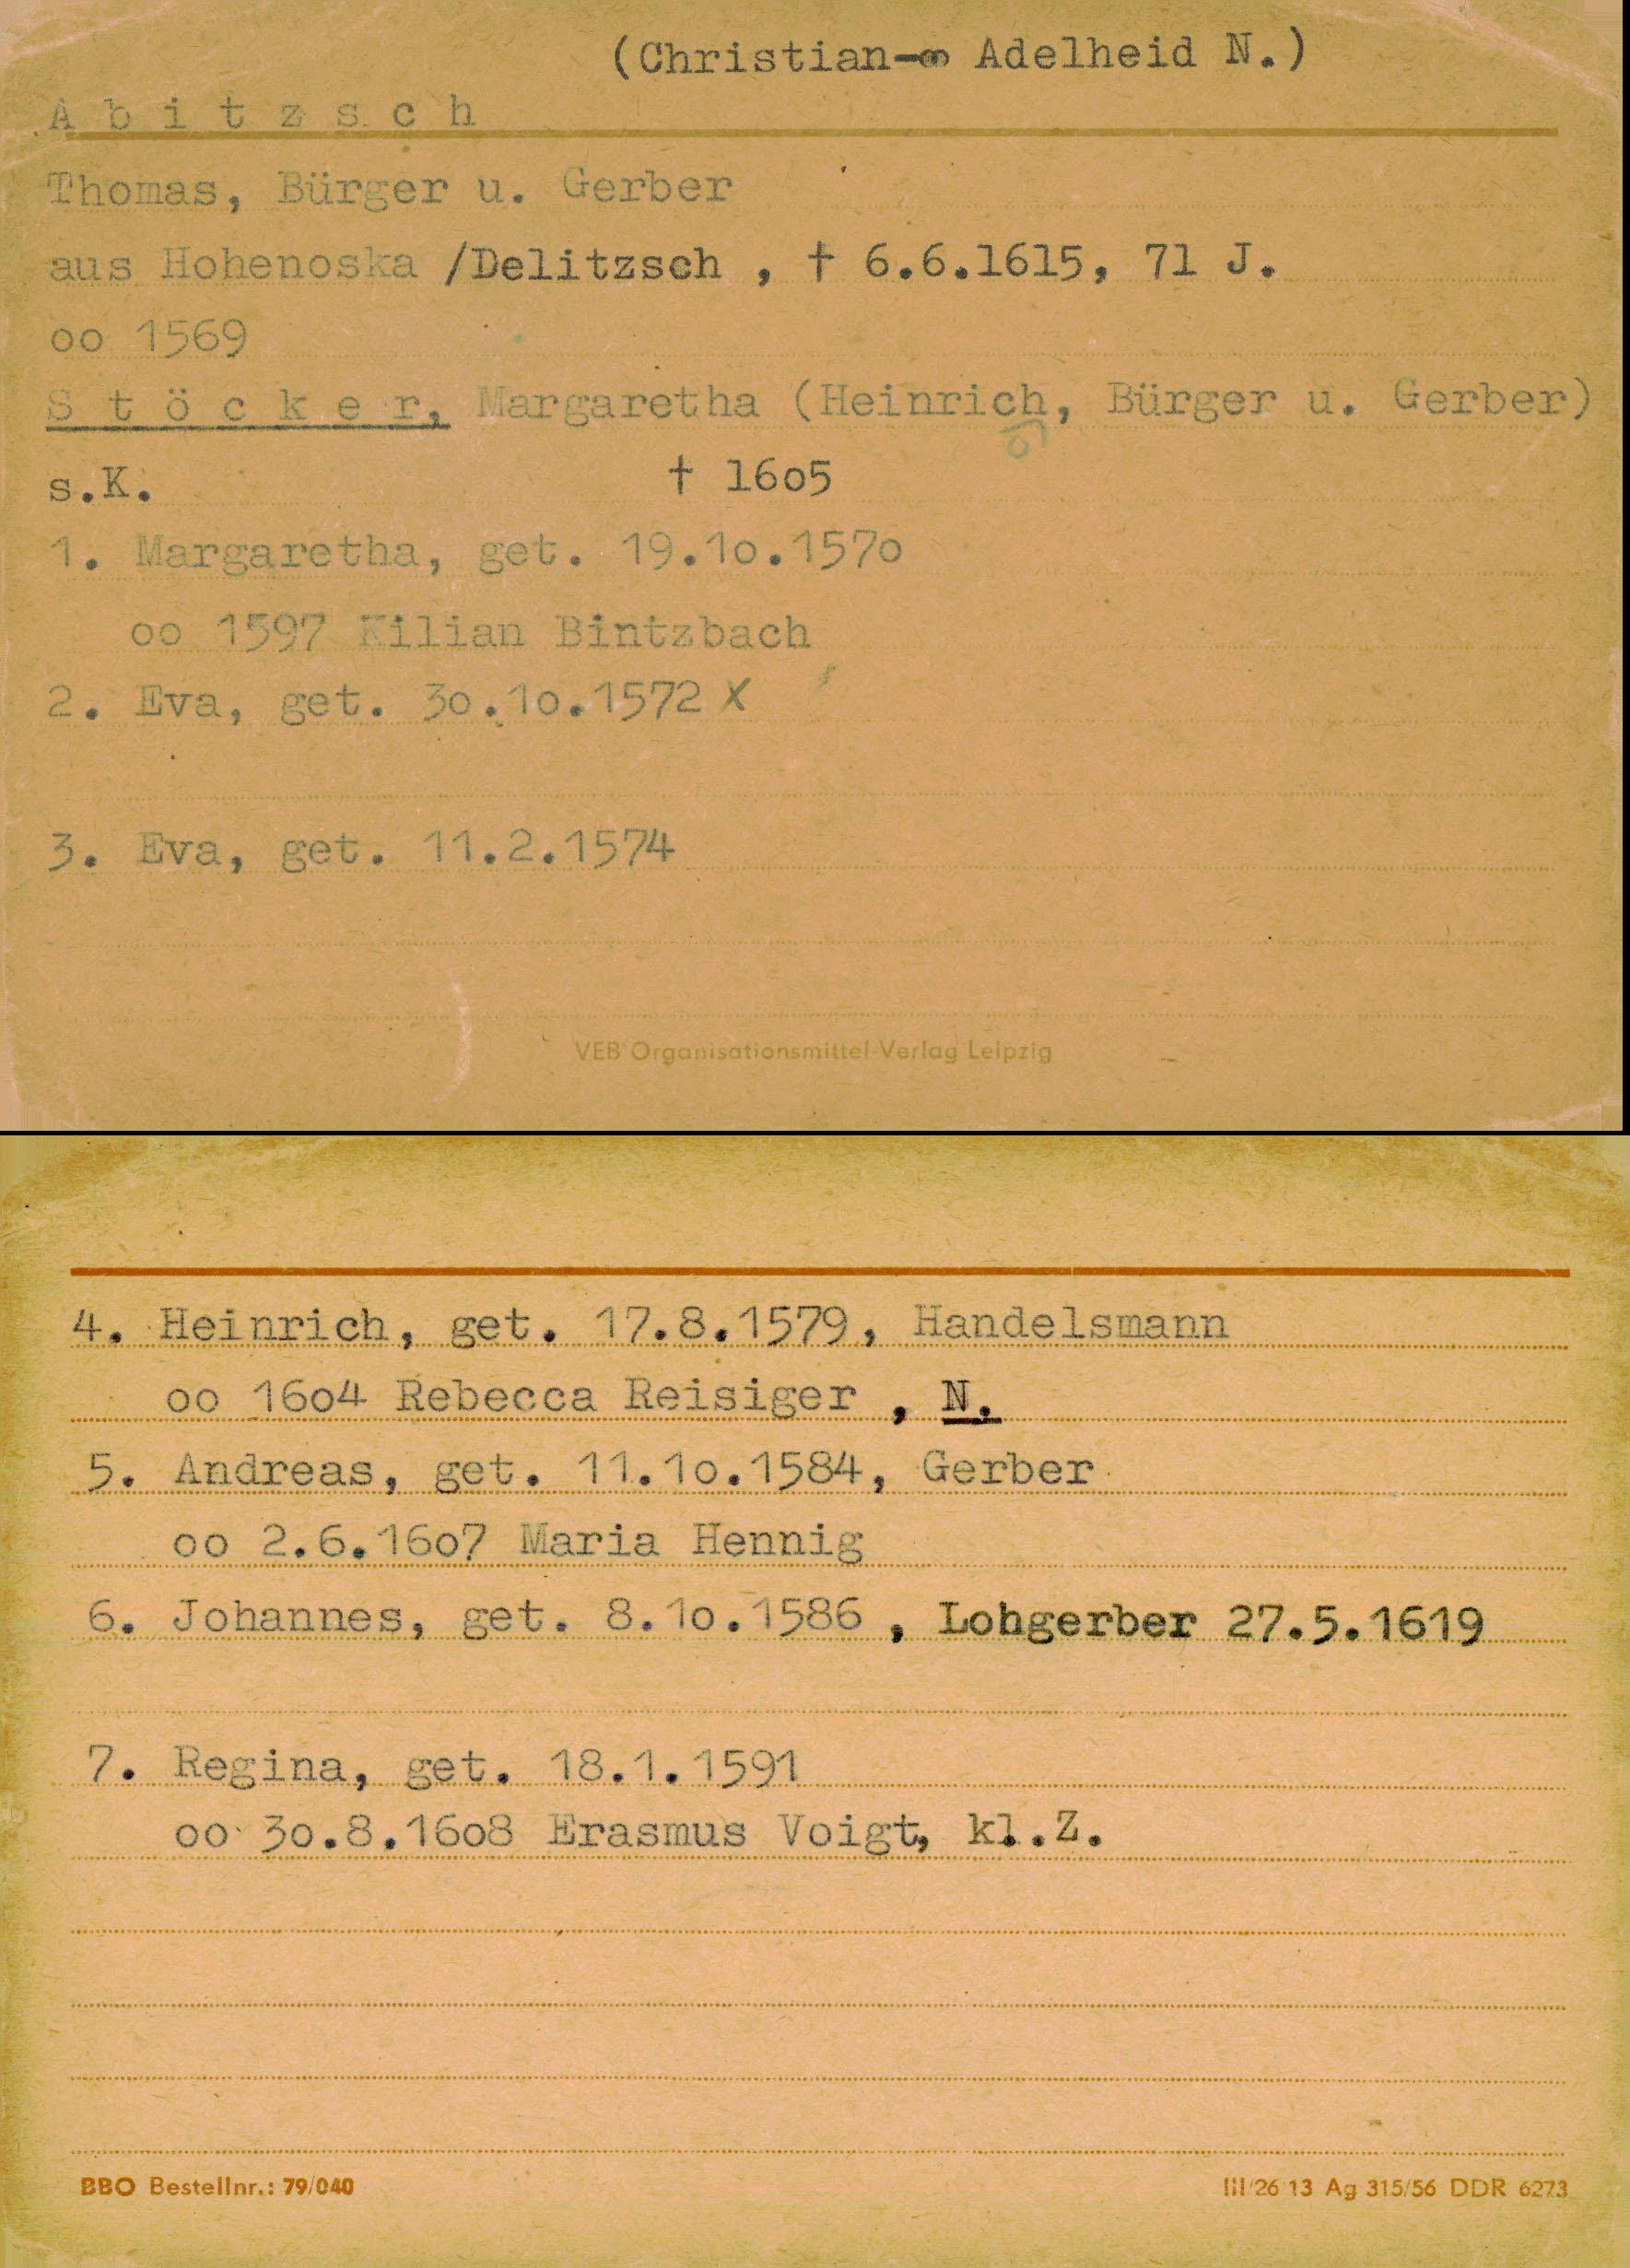 (Christian-∞ Adelheid N.)
A b i t z s c h
Thomas, Bürger u. Gerber
aus Hohenoska /Delitzsch , † 6.6.1615, 71 J.
oo 1569
S t ö c k e r, Margaretha (Heinrich, Bürger u. Gerber)
s.K. † 16o5
1. Margaretha, get. 19.1o.157o
oo 1597 Kilian Bintzbach
2. Eva, get. 3o.1o.1572 X
3. Eva, get. 11.2.1574
VEB Organisationsmittel-Verlag Leipzig
4. Heinrich, get. 17.8.1579, Handelsmann
oo 16o4 Rebecca Reisiger , N.
5. Andreas, get. 11.1o.1584, Gerber
oo 2.6.16o7 Maria Hennig
6. Johannes, get. 8.1o.1586 , Lohgerber 27.5.1619
7. Regina, get. 18.1.1591
oo 3o.8.16o8 Erasmus Voigt, kl.Z.
BBO Bestellnr.: 79/040
III/26/13 Ag 315/56 DDR 6273